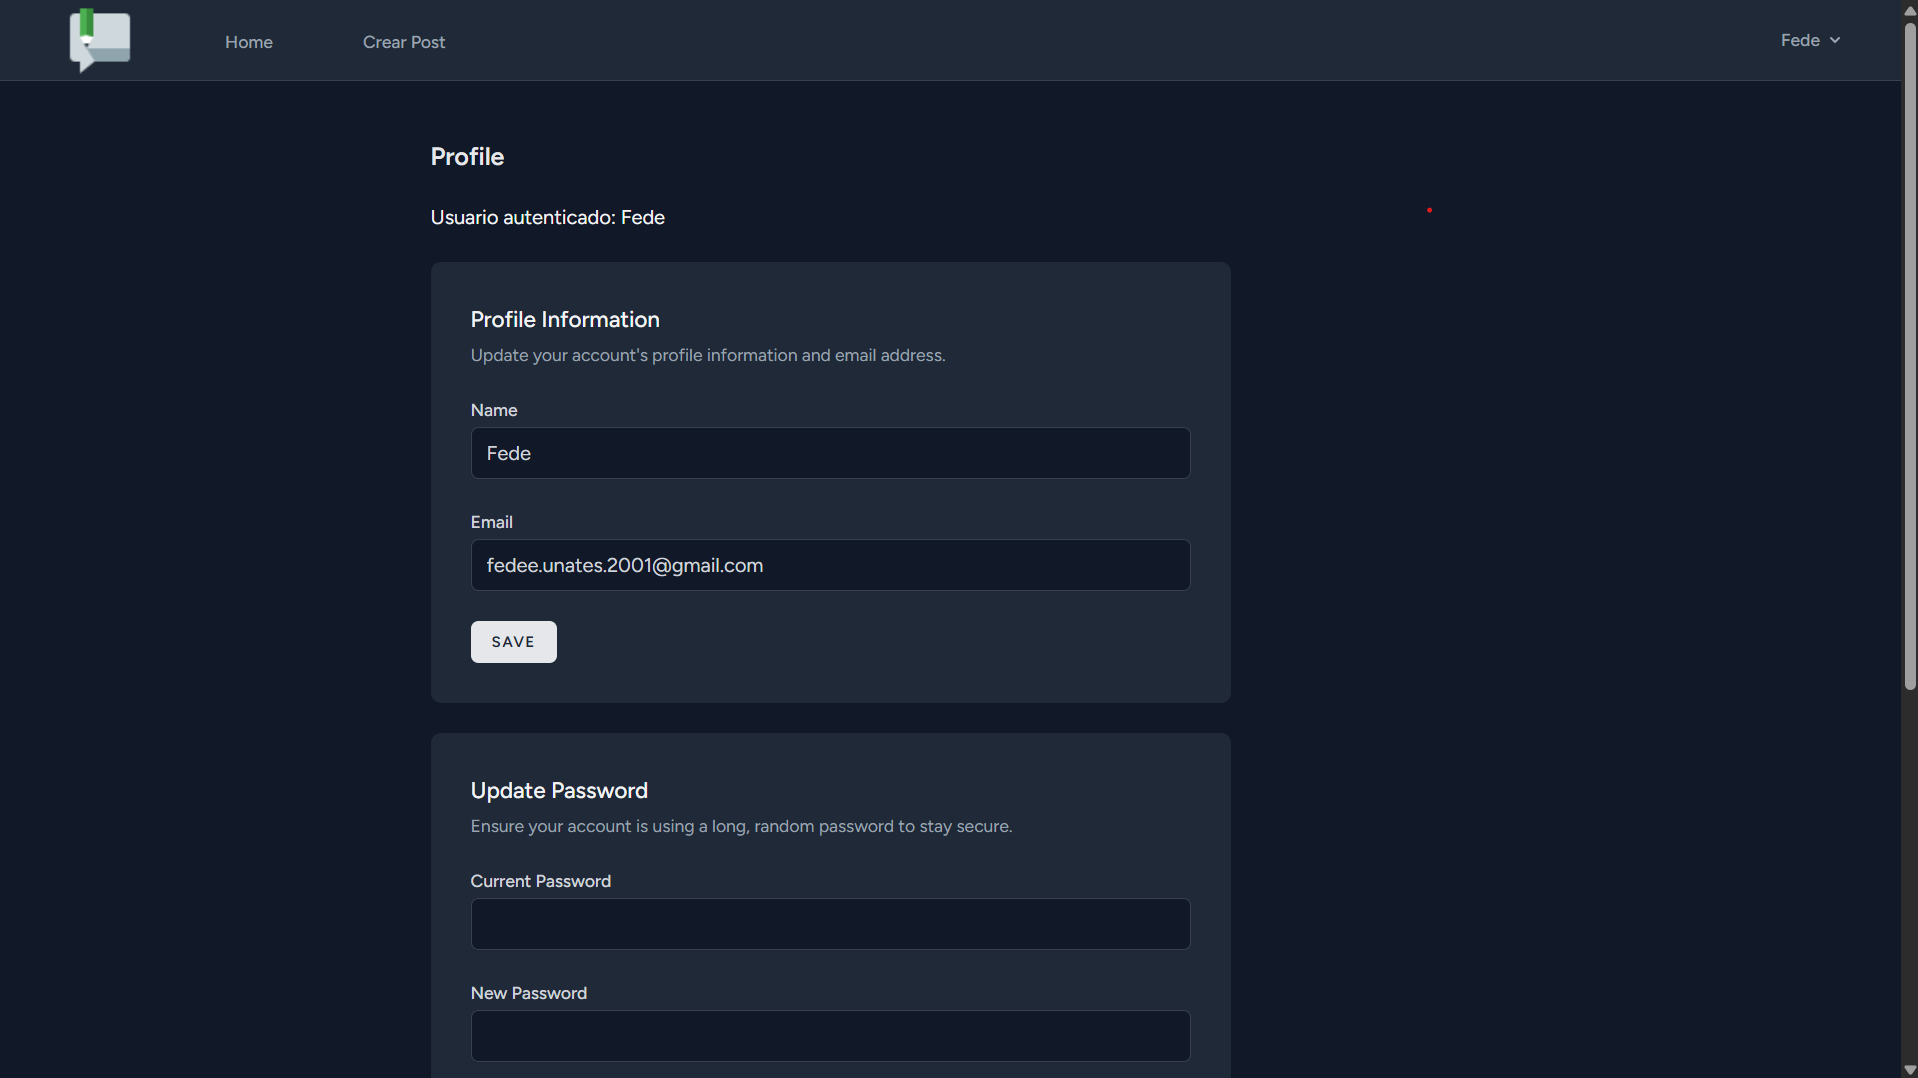 Home
Crear Post
Fede
Profile
Usuario autenticado: Fede
Profile Information
Update your account's profile information and email address.
Name
Fede
Email
fedee.unates.2001@gmail.com
SAVE
Update Password
Ensure your account is using a long, random password to stay secure.
Current Password
New Password